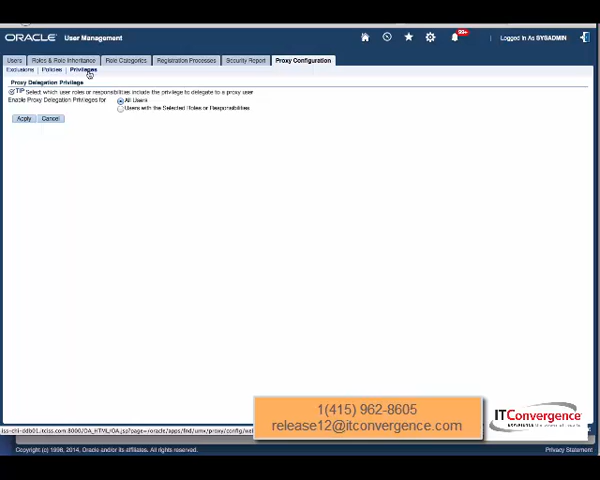 ORACLE User Management
99+
Logged In As SYSADMIN
Users Roles & Role Inheritance Role Categories Registration Processes Security Report Proxy Configuration
Exclusions | Policies | Privileges
Proxy Delegation Privilege
TIP Select which user roles or responsibilities include the privilege to delegate to a proxy user
Enable Proxy Delegation Privileges for All Users
Users with the Selected Roles or Responsibilities
Apply Cancel
1(415) 962-8605
release12@itconvergence.com
ITConvergence
Copyright (c) 1998, 2014, Oracle and/or its affiliates. All rights reserved.
Privacy Statement